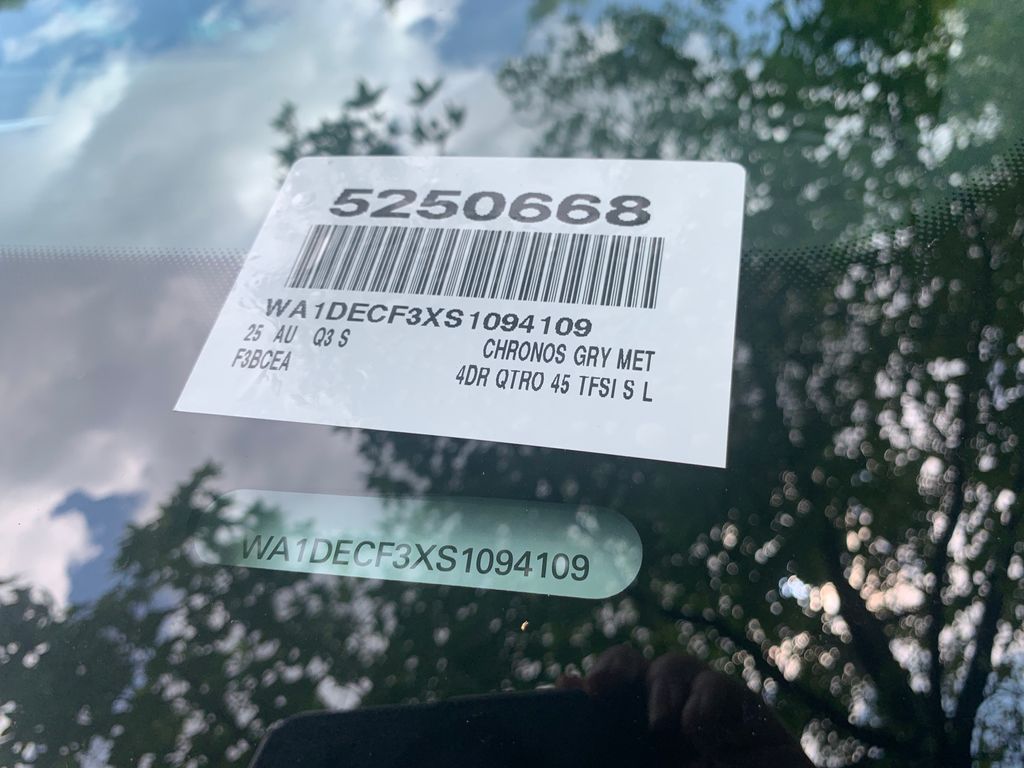 5250668
WA1DECF3XS1094109
25 AU Q3 S
CHRONOS GRY MET
F3BCEA
4DR QTRO 45 TFSI S L
WA1DECF3XS1094109